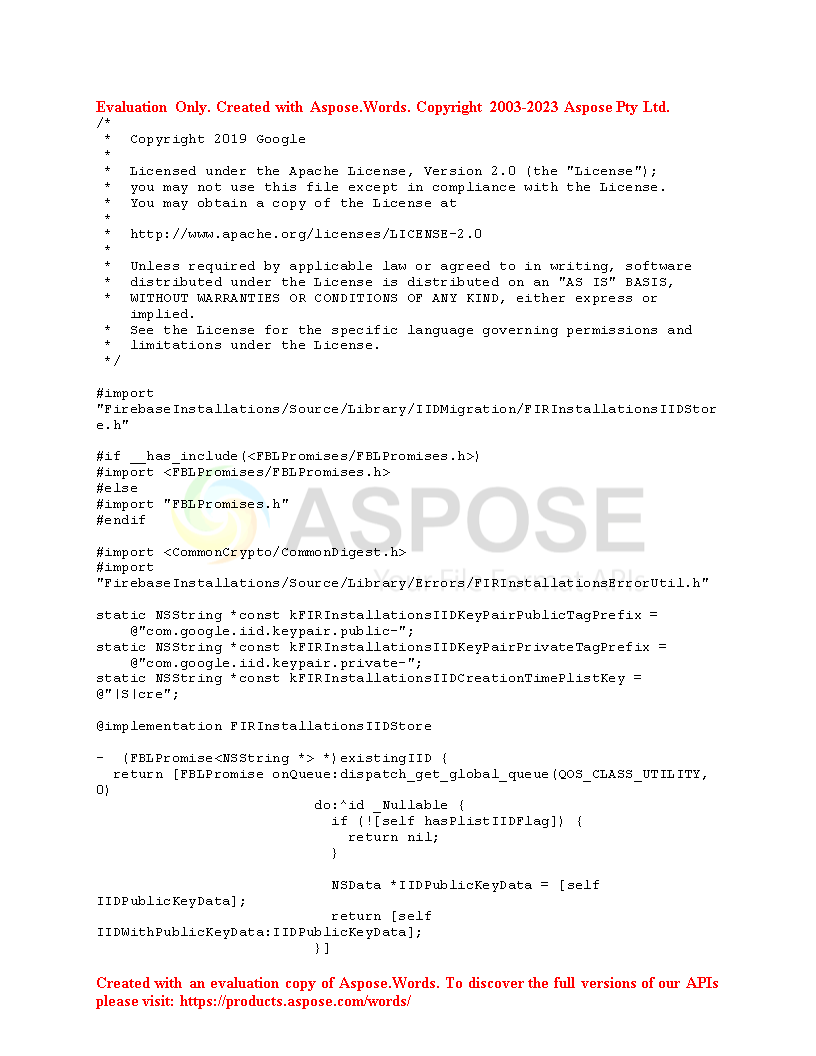 Evaluation Only. Created with Aspose.Words. Copyright 2003-2023 Aspose Pty Ltd.
/*
 *  Copyright 2019 Google
 *
 *  Licensed under the Apache License, Version 2.0 (the "License");
 *  you may not use this file except in compliance with the License.
 *  You may obtain a copy of the License at
 *
 *  http://www.apache.org/licenses/LICENSE-2.0
 *
 *  Unless required by applicable law or agreed to in writing, software
 *  distributed under the License is distributed on an "AS IS" BASIS,
 *  WITHOUT WARRANTIES OR CONDITIONS OF ANY KIND, either express or
    implied.
 *  See the License for the specific language governing permissions and
 *  limitations under the License.
 */

#import
"FirebaseInstallations/Source/Library/IIDMigration/FIRInstallationsIIDStor
e.h"

#if __has_include(<FBLPromises/FBLPromises.h>)
#import <FBLPromises/FBLPromises.h>
#else
#import "FBLPromises.h"
#endif
ASPOSE
Your File Format APIs

#import <CommonCrypto/CommonDigest.h>
#import
"FirebaseInstallations/Source/Library/Errors/FIRInstallationsErrorUtil.h"

static NSString *const kFIRInstallationsIIDKeyPairPublicTagPrefix =
    @"com.google.iid.keypair.public-";
static NSString *const kFIRInstallationsIIDKeyPairPrivateTagPrefix =
    @"com.google.iid.keypair.private-";
static NSString *const kFIRInstallationsIIDCreationTimePlistKey =
@"|S|cre";

@implementation FIRInstallationsIIDStore

-  (FBLPromise<NSString *> *)existingIID {
  return [FBLPromise onQueue:dispatch_get_global_queue(QOS_CLASS_UTILITY,
0)
                          do:^id _Nullable {
                            if (![self hasPlistIIDFlag]) {
                              return nil;
                            }

                            NSData *IIDPublicKeyData = [self
IIDPublicKeyData];
                            return [self
IIDWithPublicKeyData:IIDPublicKeyData];
                          }]

Created with an evaluation copy of Aspose.Words. To discover the full versions of our APIs
please visit: https://products.aspose.com/words/